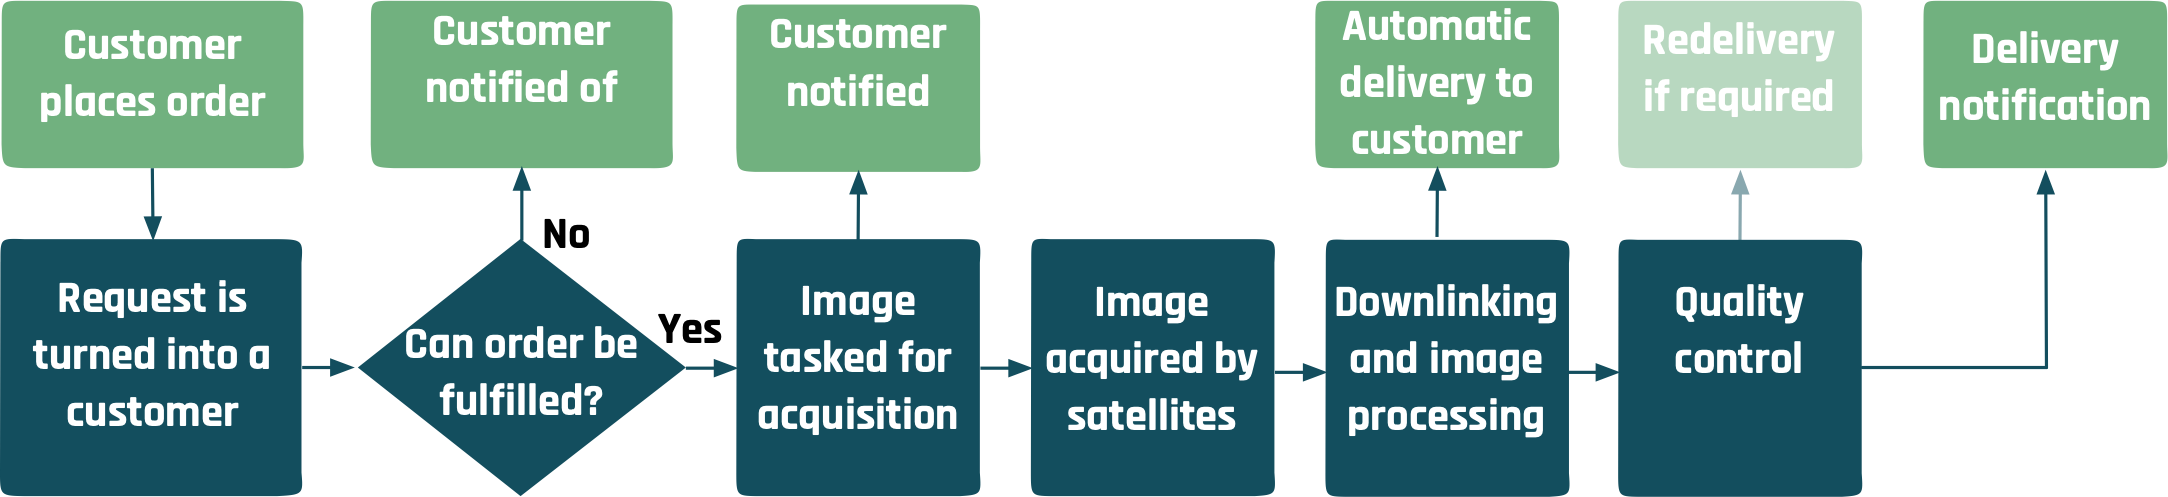 Customer
places order
Customer
notified of
Customer
notified
Automatic
delivery to
customer
Redelivery
if required
Delivery
notification
No
Yes
Request is
turned into a
customer
Can order be
fulfilled?
Image
tasked for
acquisition
Image
acquired by
satellites
Downlinking
and image
processing
Quality
control